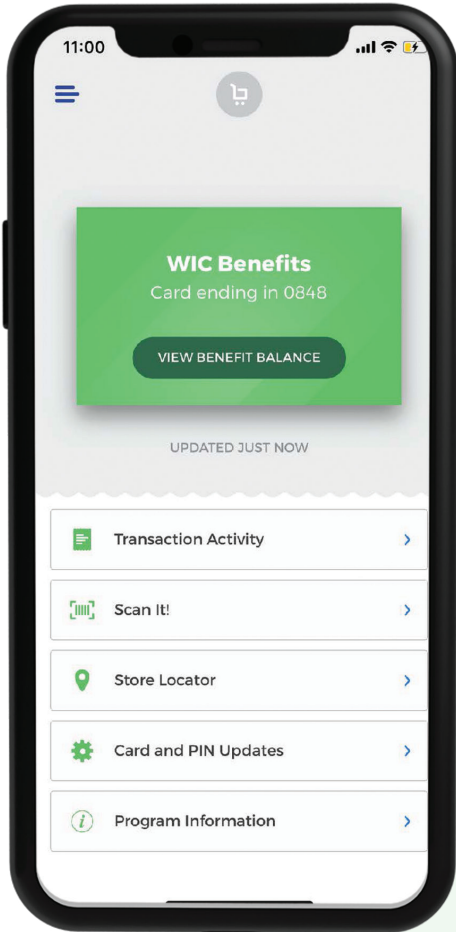 11:00
WIC Benefits
Card ending in 0848
VIEW BENEFIT BALANCE
UPDATED JUST NOW
Transaction Activity
Scan It!
Store Locator
Card and PIN Updates
Program Information